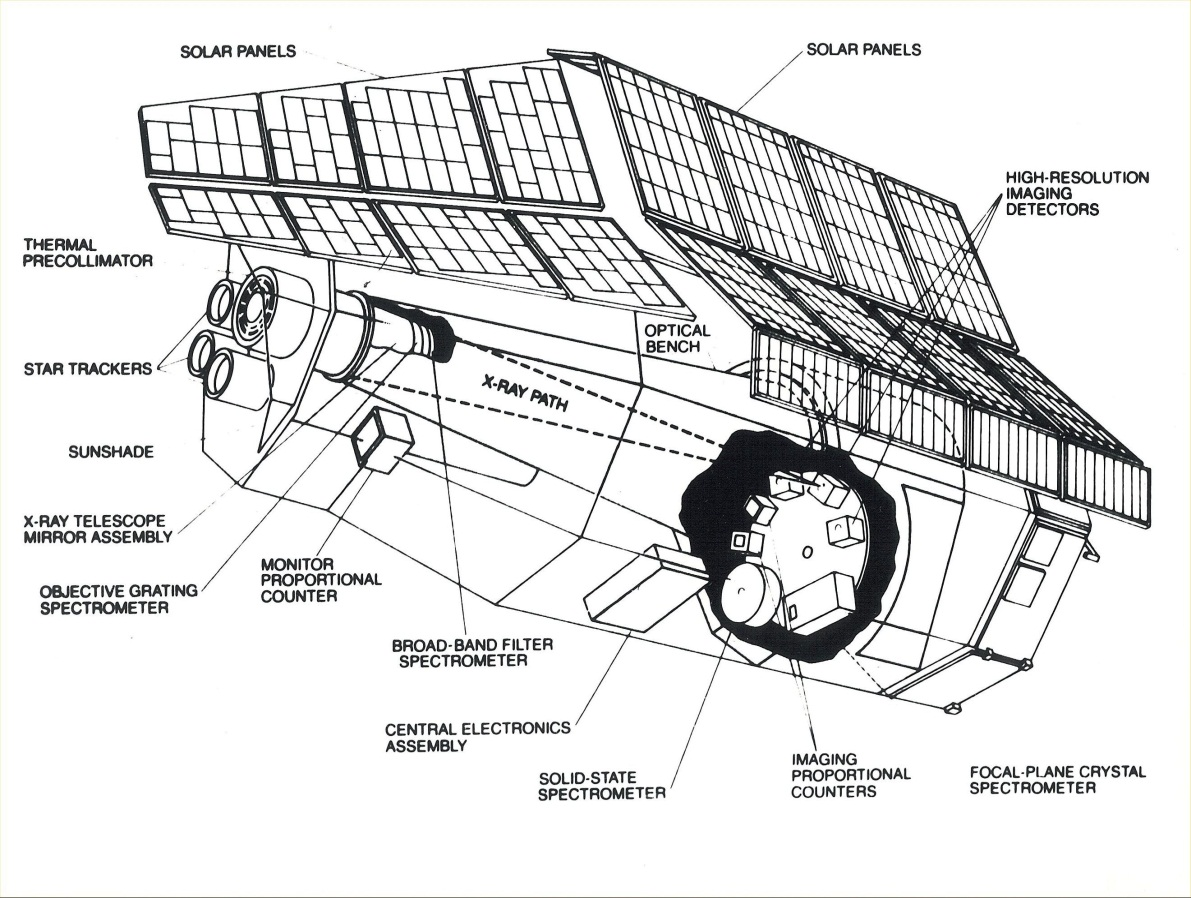 SOLAR PANELS
SOLAR PANELS
HIGH-RESOLUTION
IMAGING
DETECTORS
THERMAL
PRECOLLIMATOR
OPTICAL
BENCH
STAR TRACKERS
X-RAY PATH
SUNSHADE
X-RAY TELESCOPE
MIRROR ASSEMBLY
OBJECTIVE GRATING
SPECTROMETER
MONITOR
PROPORTIONAL
COUNTER
BROAD-BAND FILTER
SPECTROMETER
CENTRAL ELECTRONICS
ASSEMBLY
SOLID-STATE
SPECTROMETER
IMAGING
PROPORTIONAL
COUNTERS
FOCAL-PLANE CRYSTAL
SPECTROMETER